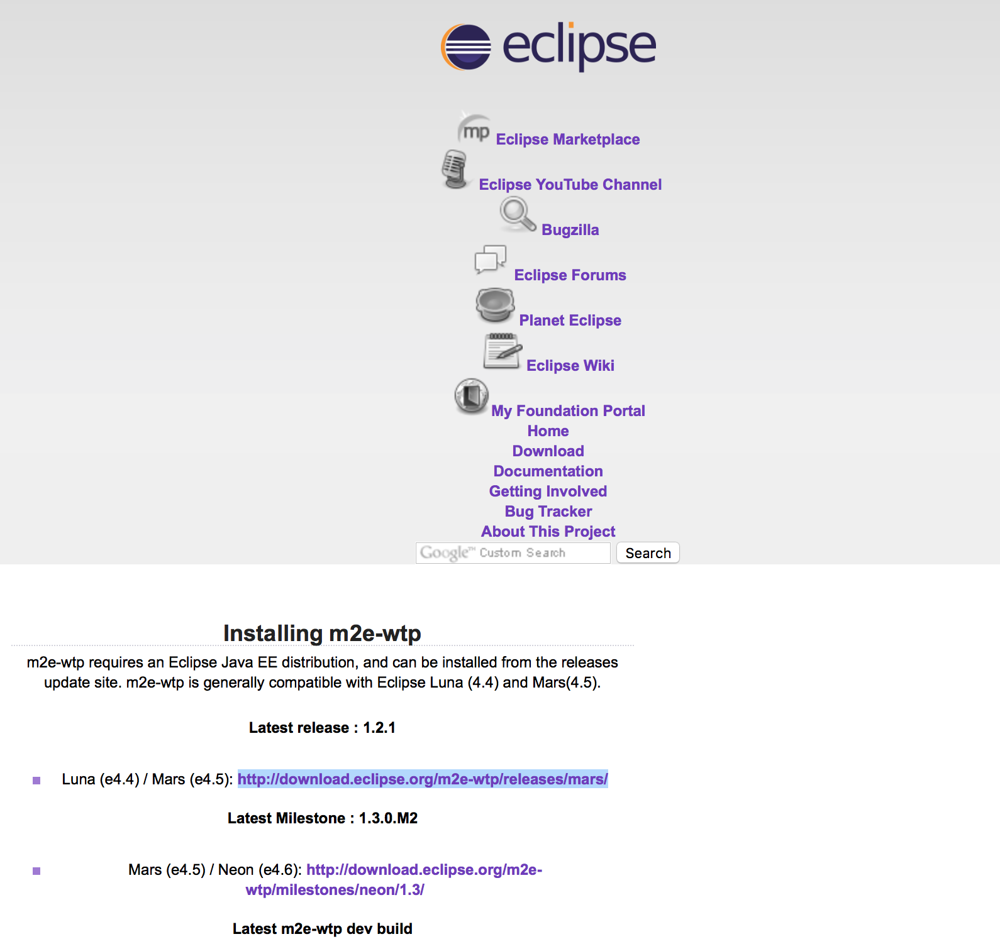 eclipse
mp Eclipse Marketplace
Eclipse YouTube Channel
Bugzilla
Eclipse Forums
Planet Eclipse
Eclipse Wiki
My Foundation Portal
Home
Download
Documentation
Getting Involved
Bug Tracker
About This Project
Google™ Custom Search Search
Installing m2e-wtp
m2e-wtp requires an Eclipse Java EE distribution, and can be installed from the releases
update site. m2e-wtp is generally compatible with Eclipse Luna (4.4) and Mars(4.5).
Latest release : 1.2.1
Luna (e4.4) / Mars (e4.5): http://download.eclipse.org/m2e-wtp/releases/mars/
Latest Milestone : 1.3.0.M2
Mars (e4.5) / Neon (e4.6): http://download.eclipse.org/m2e-
wtp/milestones/neon/1.3/
Latest m2e-wtp dev build